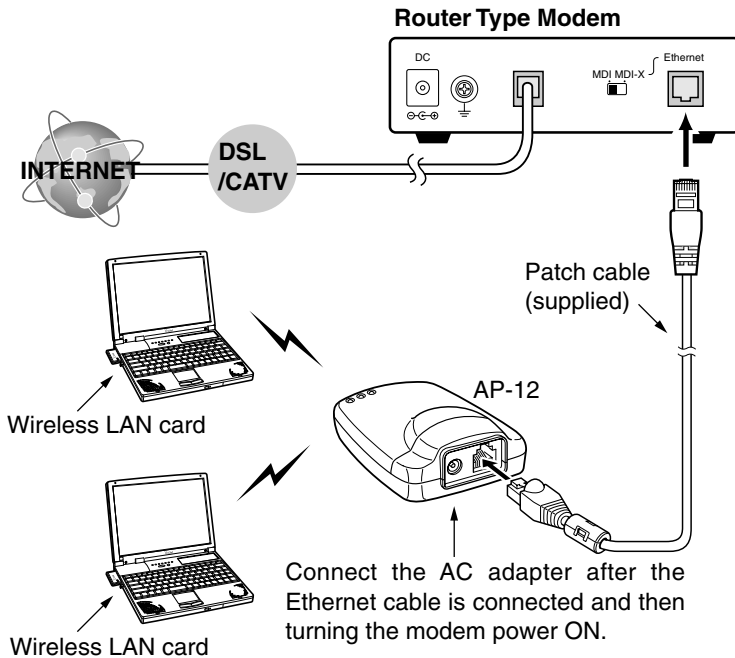 Router Type Modem
DC
MDI MDI-X
Ethernet
INTERNET
DSL
/CATV
Patch cable
(supplied)
AP-12
Wireless LAN card
Connect the AC adapter after the
Ethernet cable is connected and then
turning the modem power ON.
Wireless LAN card